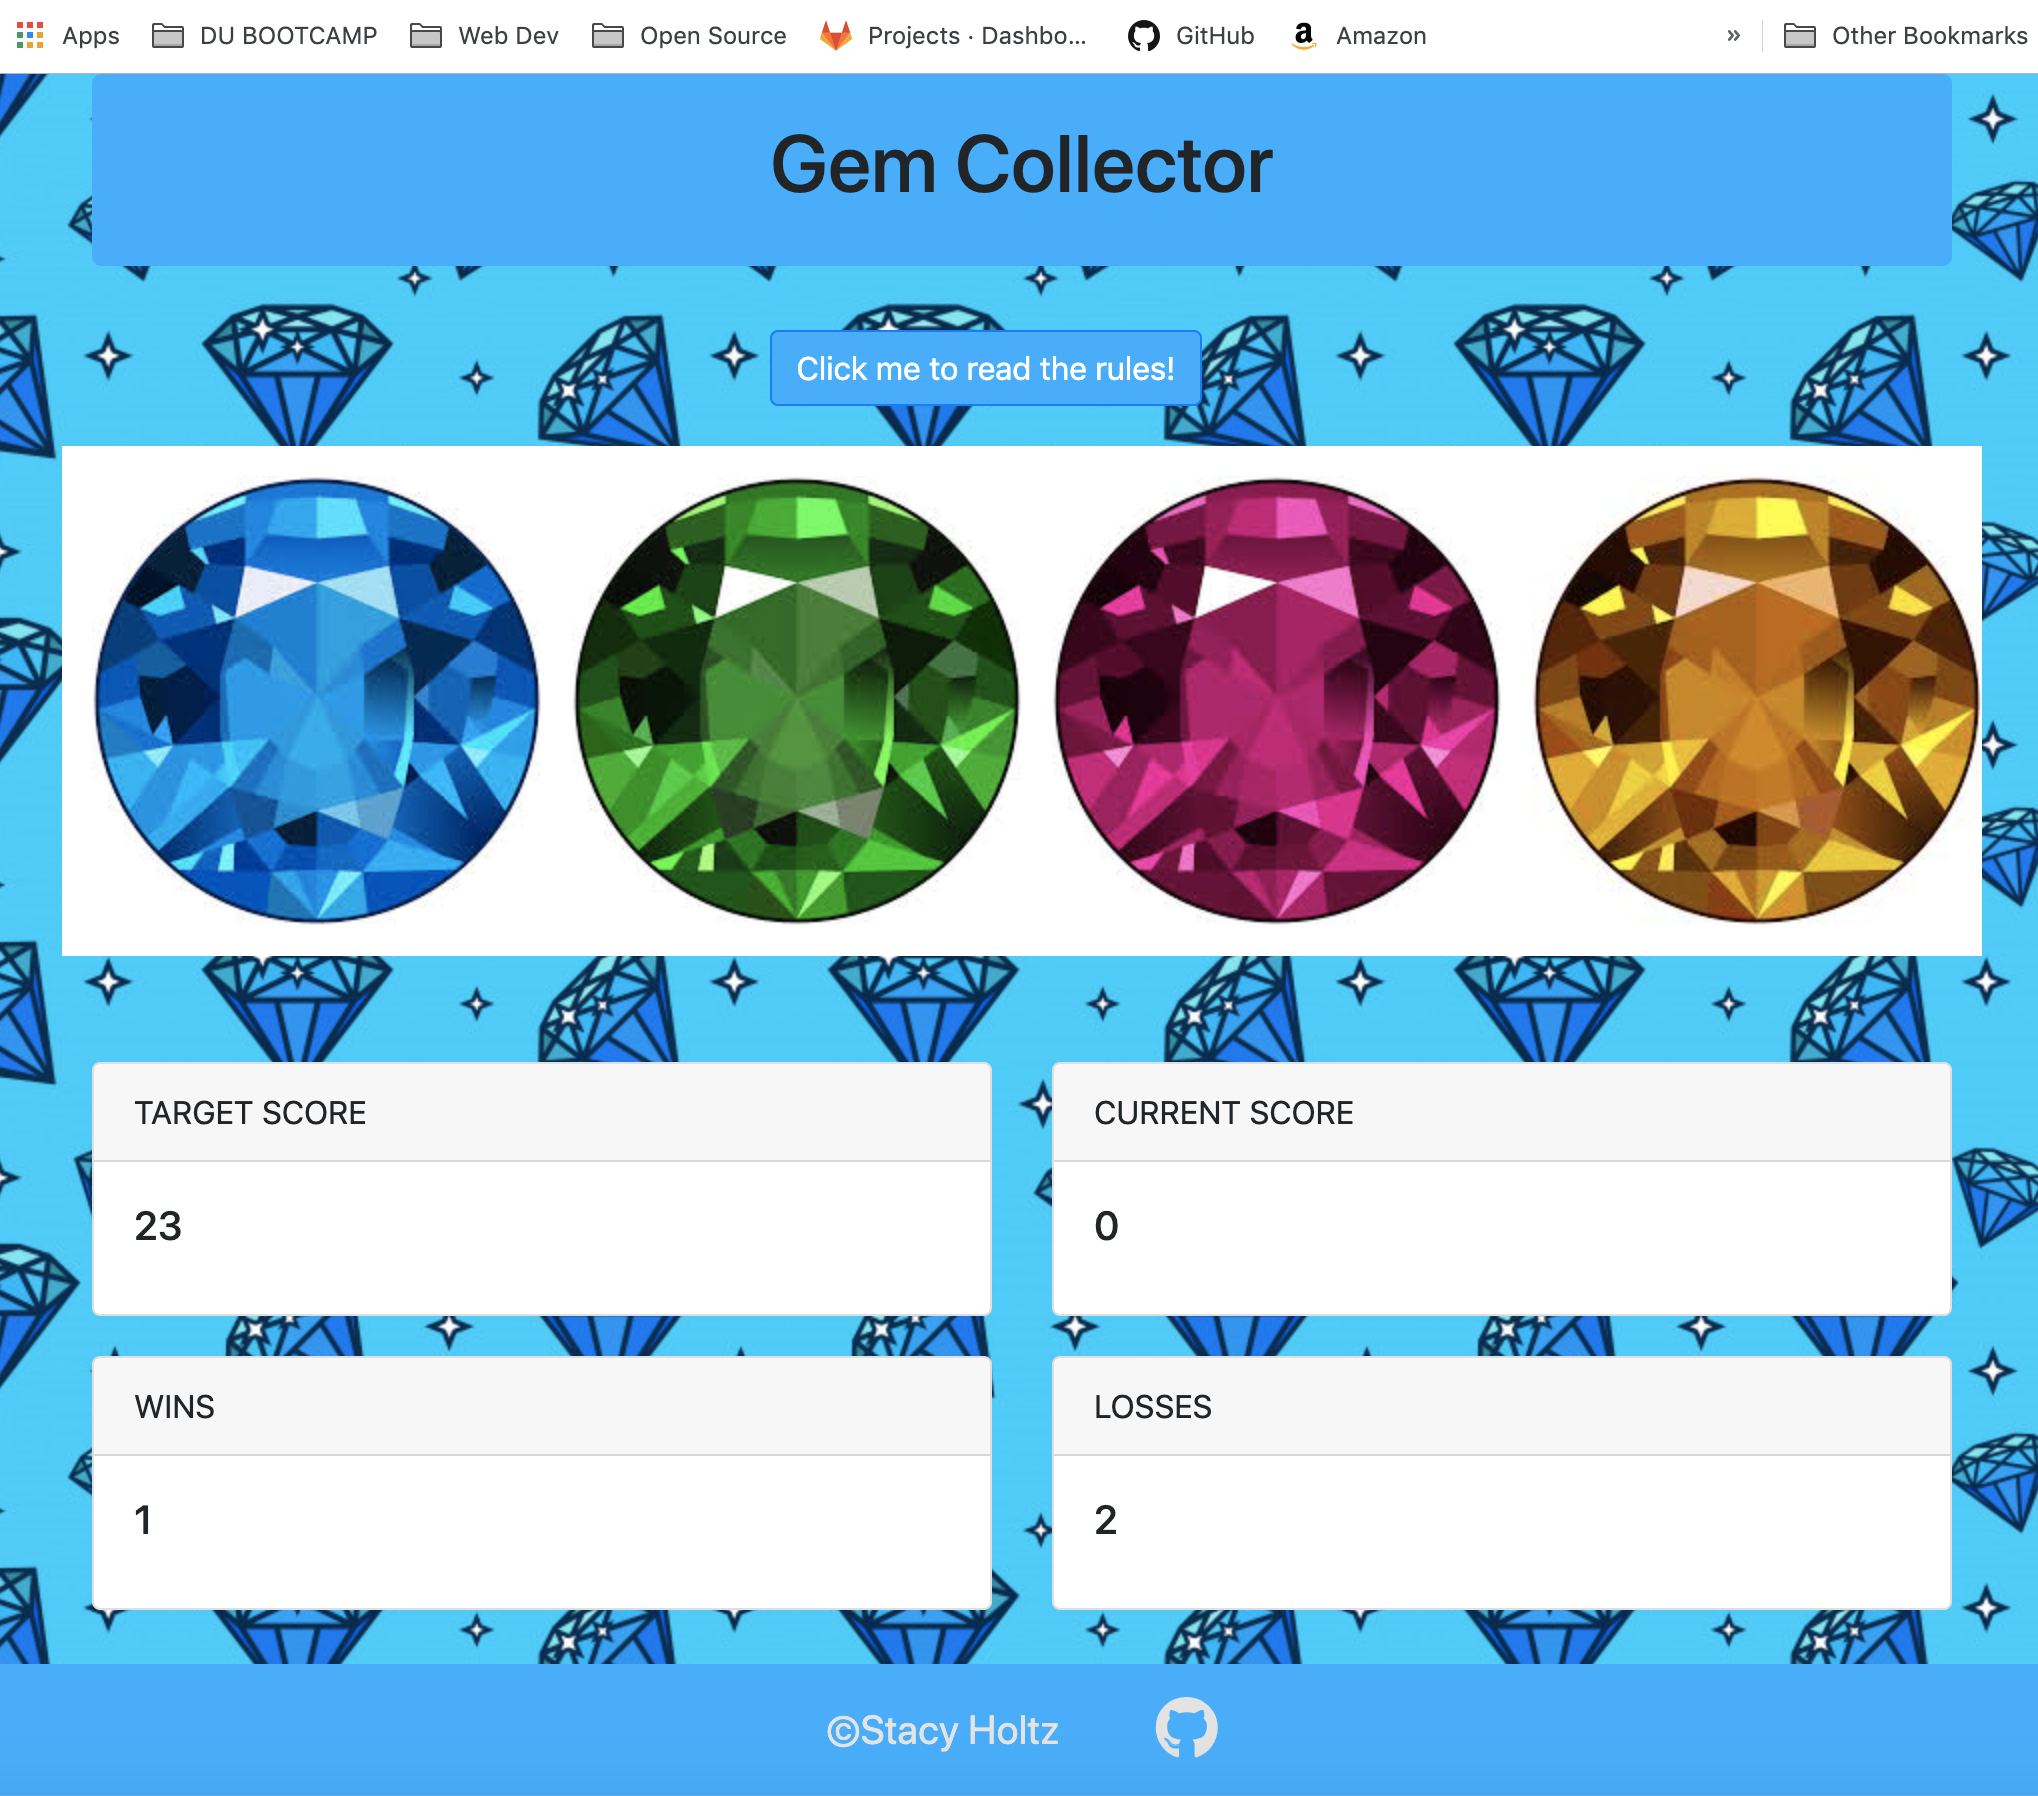 Apps DU BOOTCAMP Web Dev Open Source Projects · Dashbo... GitHub Amazon » Other Bookmarks
Gem Collector
Click me to read the rules!
TARGET SCORE
23
CURRENT SCORE
0
WINS
1
LOSSES
2
©Stacy Holtz